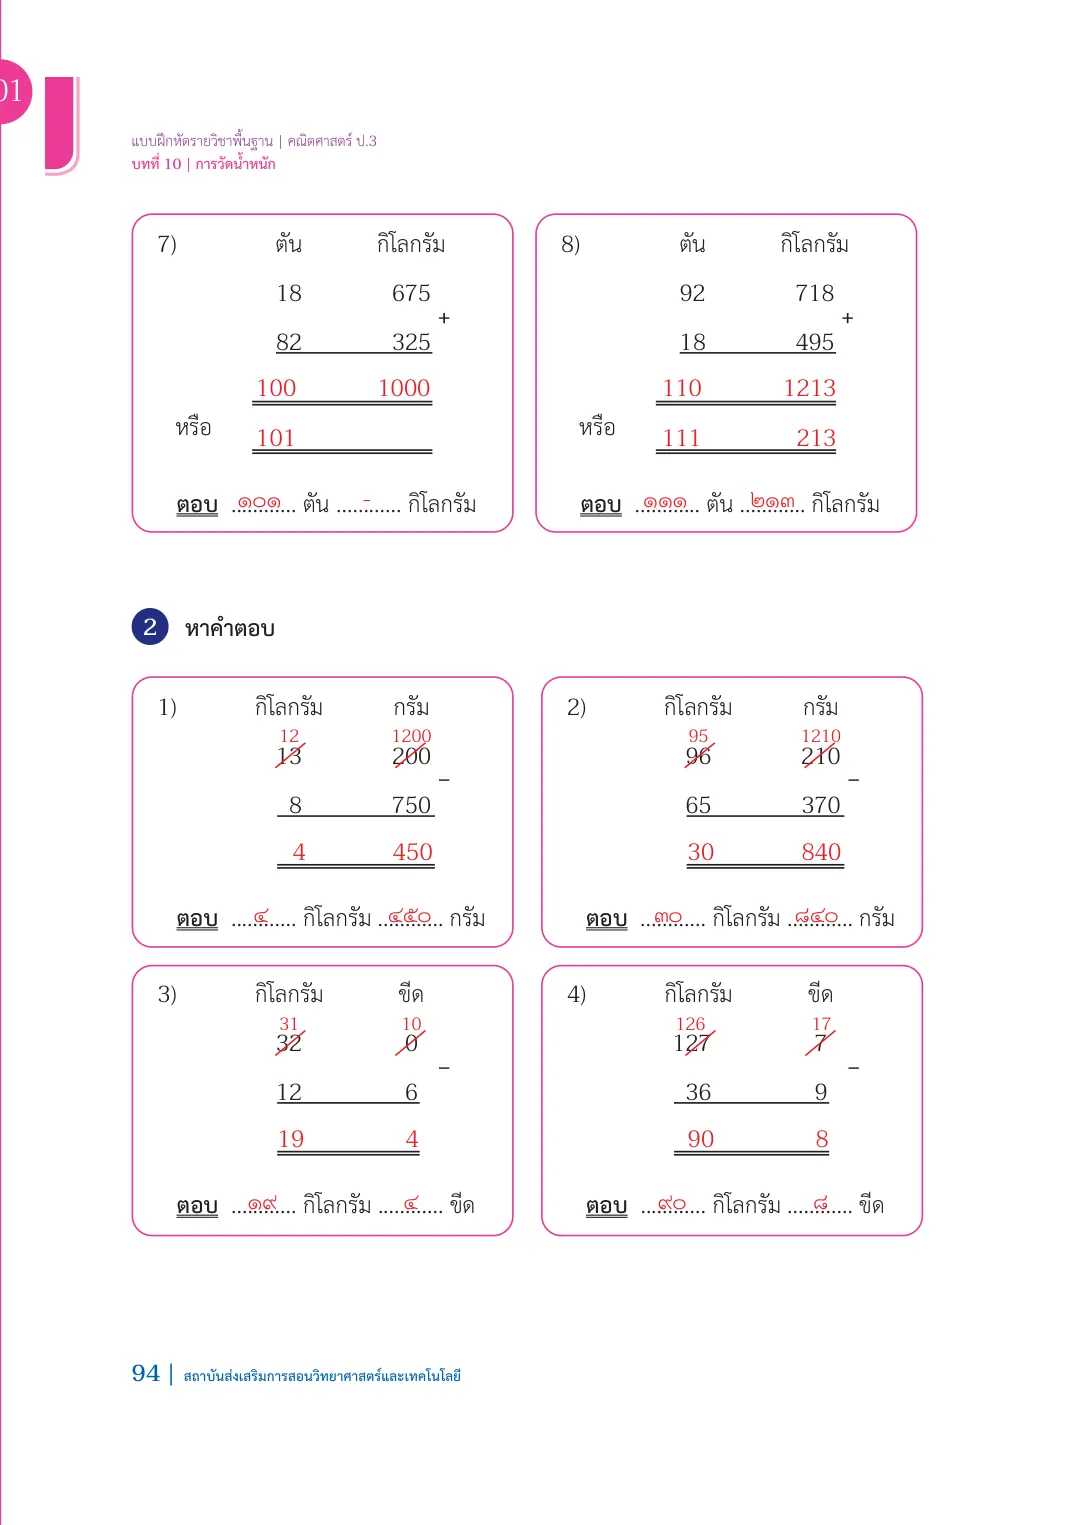 01
แบบฝึกหัดรายวิชาพื้นฐาน | คณิตศาสตร์ ป.3
บทที่ 10 | การวัดน้ำหนัก
7) ตัน กิโลกรัม
18 675
+
82 325
100 1000
หรือ
101
ตอบ ๑๐๑ ตัน - กิโลกรัม
8) ตัน กิโลกรัม
92 718
+
18 495
110 1213
หรือ
111 213
ตอบ ๑๑๑ ตัน ๒๑๓ กิโลกรัม
2 หาคำตอบ
1) กิโลกรัม กรัม
12 1200
13 200
–
8 750
4 450
ตอบ ๔ กิโลกรัม ๔๕๐ กรัม
2) กิโลกรัม กรัม
95 1210
96 210
–
65 370
30 840
ตอบ ๓๐ กิโลกรัม ๘๔๐ กรัม
3) กิโลกรัม ขีด
31 10
32 0
–
12 6
19 4
ตอบ ๑๙ กิโลกรัม ๔ ขีด
4) กิโลกรัม ขีด
126 17
127 7
–
36 9
90 8
ตอบ ๙๐ กิโลกรัม ๘ ขีด
94 | สถาบันส่งเสริมการสอนวิทยาศาสตร์และเทคโนโลยี